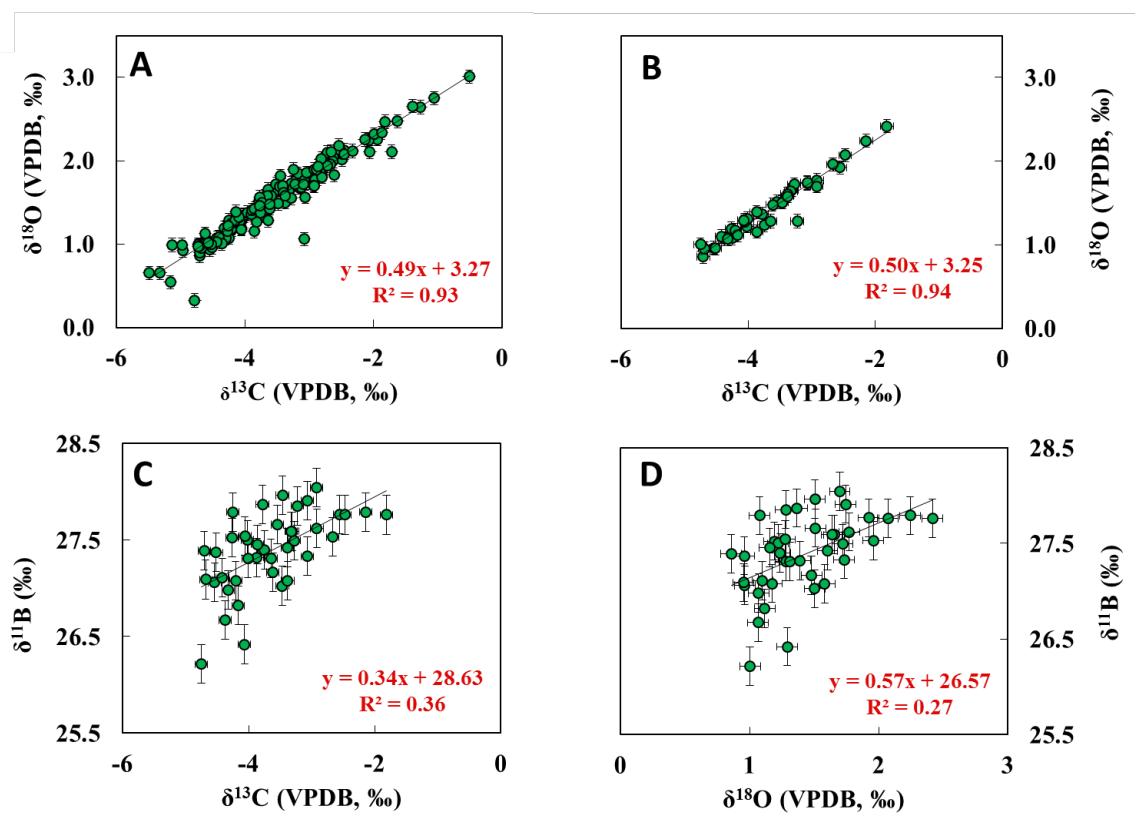 A
δ18O (VPDB, ‰)
3.0
2.0
1.0
0.0
y = 0.49x + 3.27
R² = 0.93
-6 -4 -2 0
δ13C (VPDB, ‰)
B
3.0
2.0
1.0
0.0
δ18O (VPDB, ‰)
y = 0.50x + 3.25
R² = 0.94
-6 -4 -2 0
δ13C (VPDB, ‰)
C
δ11B (‰)
28.5
27.5
26.5
25.5
y = 0.34x + 28.63
R² = 0.36
-6 -4 -2 0
δ13C (VPDB, ‰)
D
28.5
27.5
26.5
25.5
δ11B (‰)
y = 0.57x + 26.57
R² = 0.27
0 1 2 3
δ18O (VPDB, ‰)